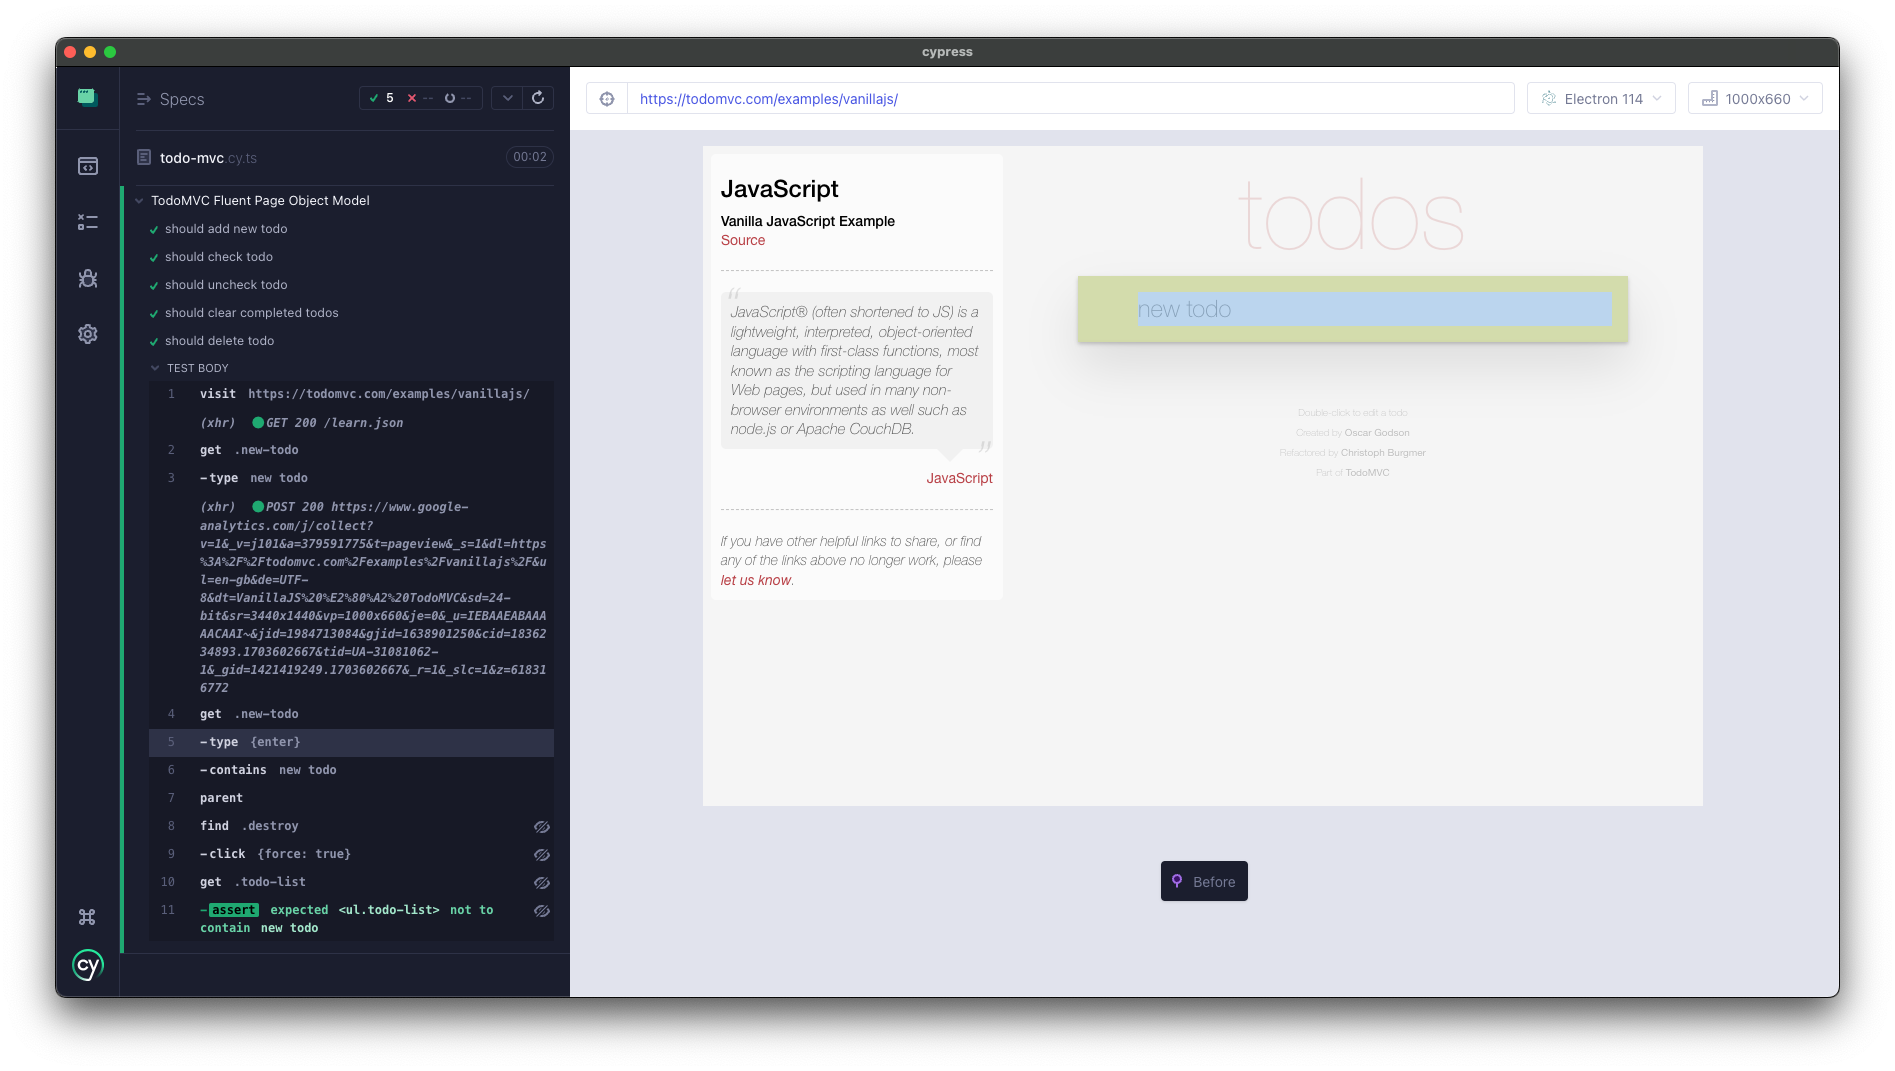 cypress
Specs
5 -- --
todo-mvc.cy.ts
00:02
TodoMVC Fluent Page Object Model
should add new todo
should check todo
should uncheck todo
should clear completed todos
should delete todo
TEST BODY
1 visit https://todomvc.com/examples/vanillajs/
(xhr) GET 200 /learn.json
2 get .new-todo
3 -type new todo
(xhr) POST 200 https://www.google-
analytics.com/j/collect?
v=1&_v=j101&a=379591775&t=pageview&_s=1&dl=https
%3A%2F%2Ftodomvc.com%2Fexamples%2Fvanillajs%2F&u
l=en-gb&de=UTF-
8&dt=VanillaJS%20%E2%80%A2%20TodoMVC&sd=24-
bit&sr=3440x1440&vp=1000x660&je=0&_u=IEBAAEABAAA
AACAAI~&jid=1984713084&gjid=1638901250&cid=18362
34893.1703602667&tid=UA-31081062-
1&_gid=1421419249.1703602667&_r=1&_slc=1&z=61831
6772
4 get .new-todo
5 -type {enter}
6 -contains new todo
7 parent
8 find .destroy
9 -click {force: true}
10 get .todo-list
11 -assert expected <ul.todo-list> not to
contain new todo
cy
https://todomvc.com/examples/vanillajs/
Electron 114
1000x660
JavaScript
Vanilla JavaScript Example
Source
“
JavaScript® (often shortened to JS) is a
lightweight, interpreted, object-oriented
language with first-class functions, most
known as the scripting language for
Web pages, but used in many non-
browser environments as well such as
node.js or Apache CouchDB.
”
JavaScript
If you have other helpful links to share, or find
any of the links above no longer work, please
let us know.
todos
new todo
Double-click to edit a todo
Created by Oscar Godson
Refactored by Christoph Burgmer
Part of TodoMVC
Before